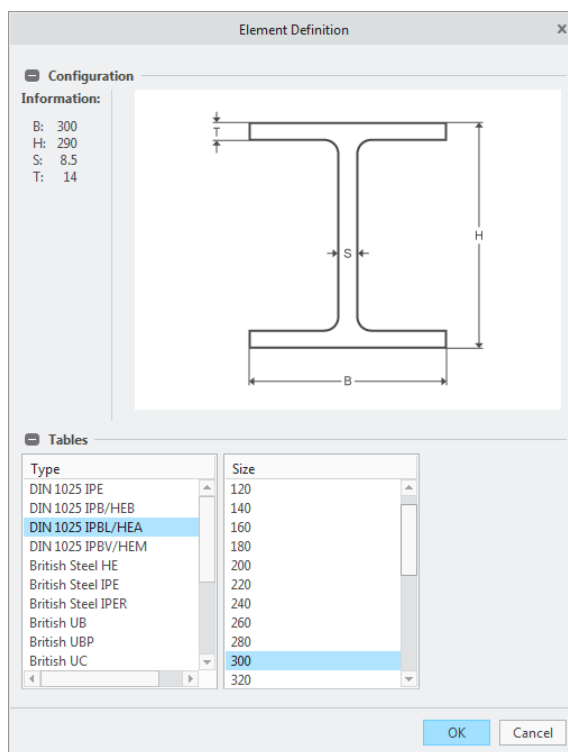 Element Definition
x
Configuration
Information:
B: 300
H: 290
S: 8.5
T: 14
T
S
H
B
Tables
Type
DIN 1025 IPE
DIN 1025 IPB/HEB
DIN 1025 IPBL/HEA
DIN 1025 IPBV/HEM
British Steel HE
British Steel IPE
British Steel IPER
British UB
British UBP
British UC
Size
120
140
160
180
200
220
240
260
280
300
320
OK
Cancel